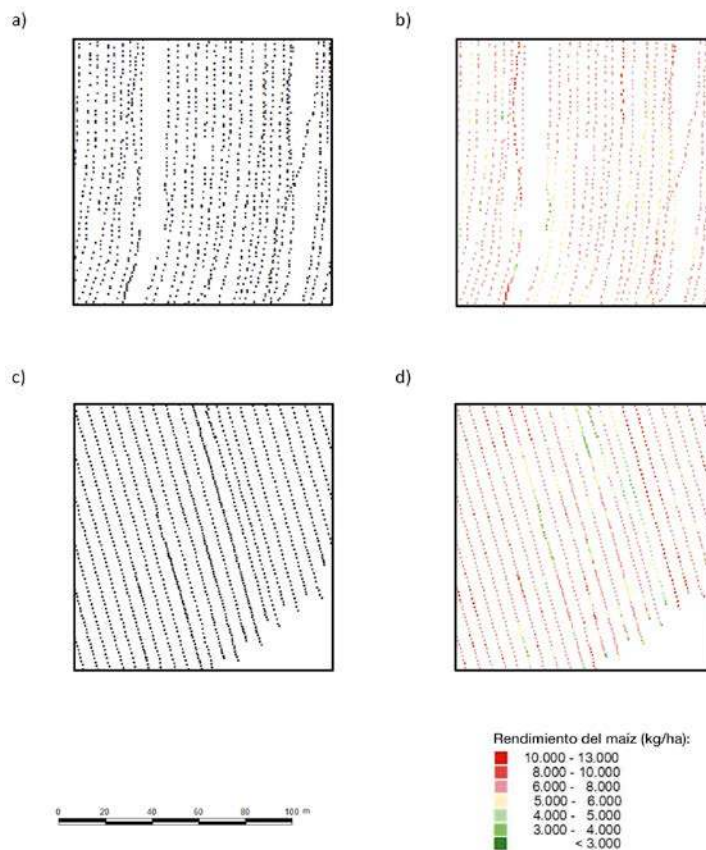 a)
b)
c)
d)
Rendimiento del maíz (kg/ha):
10.000 - 13.000
8.000 - 10.000
6.000 - 8.000
5.000 - 6.000
4.000 - 5.000
3.000 - 4.000
< 3.000
0 20 40 60 80 100 m